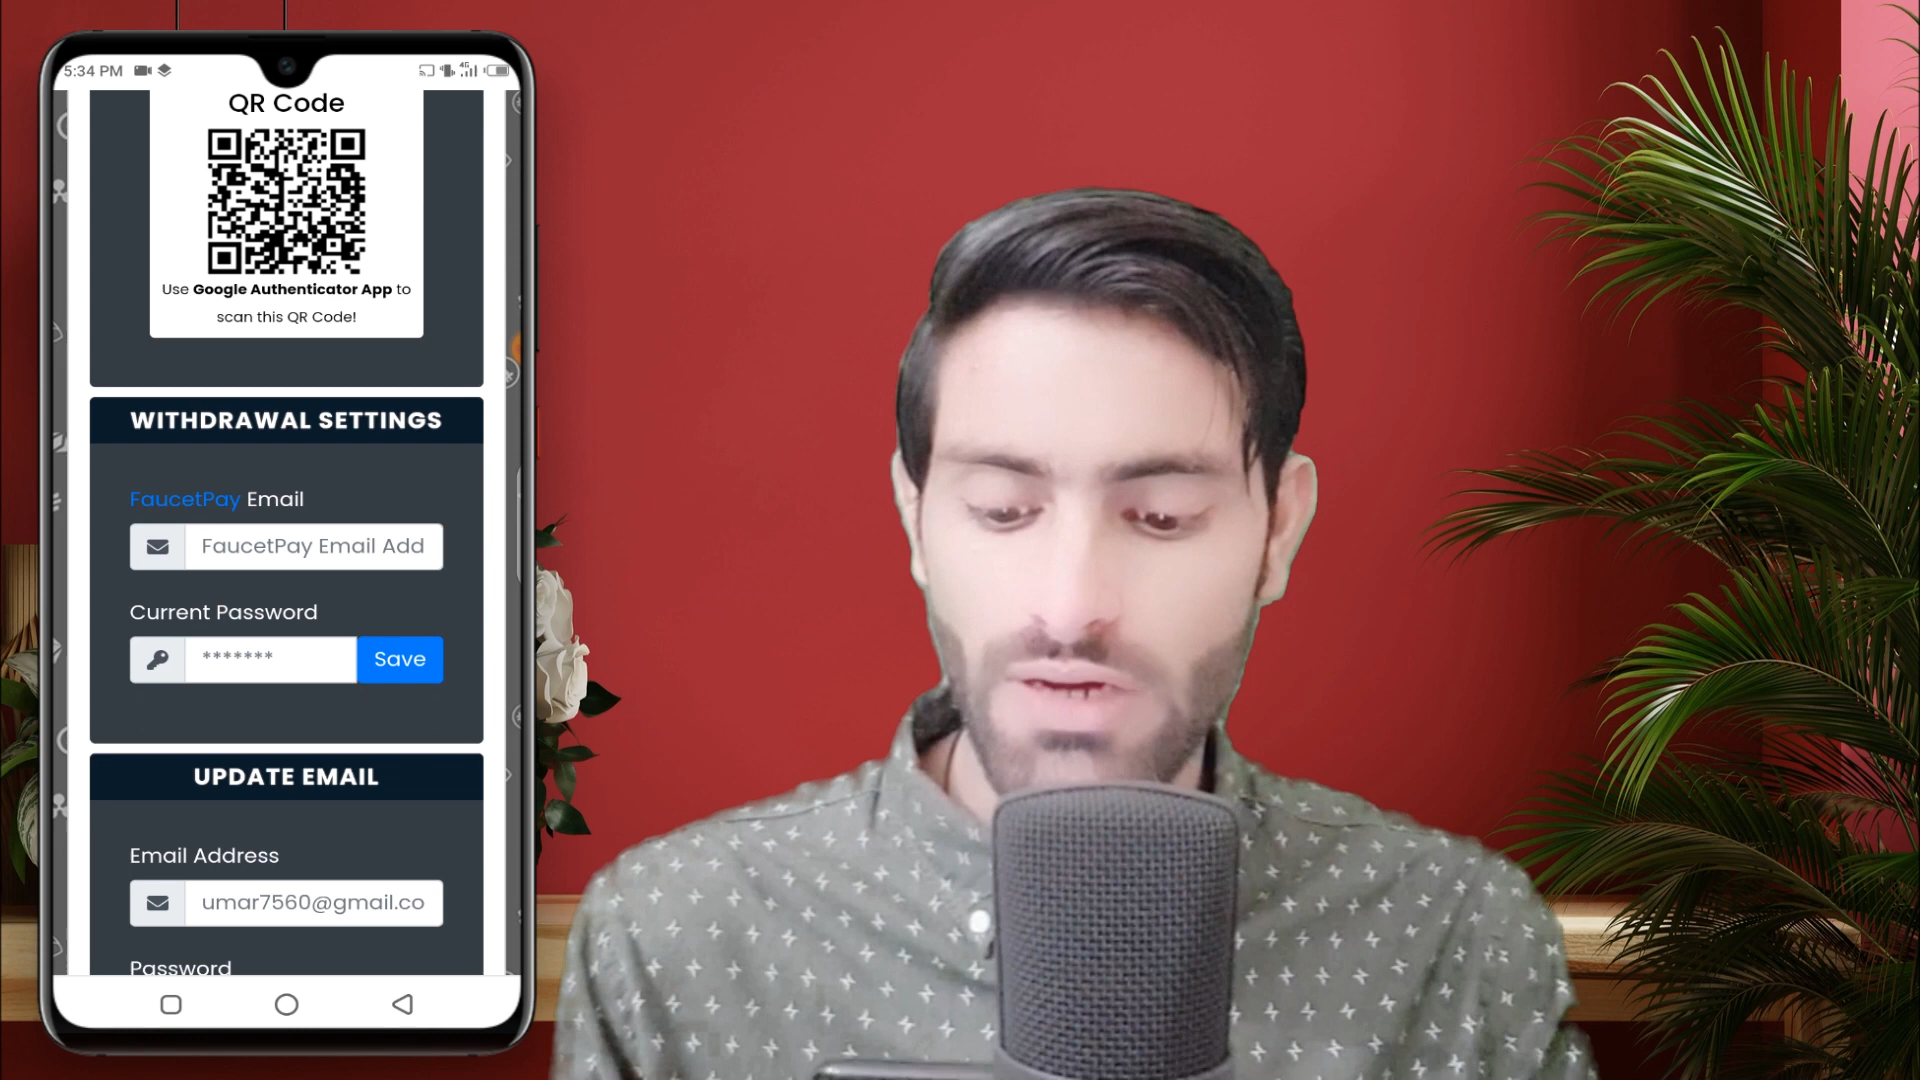 5:34 PM
4G
QR Code
Use Google Authenticator App to
scan this QR Code!
WITHDRAWAL SETTINGS
FaucetPay Email
FaucetPay Email Add
Current Password
*******
Save
UPDATE EMAIL
Email Address
umar7560@gmail.co
Password